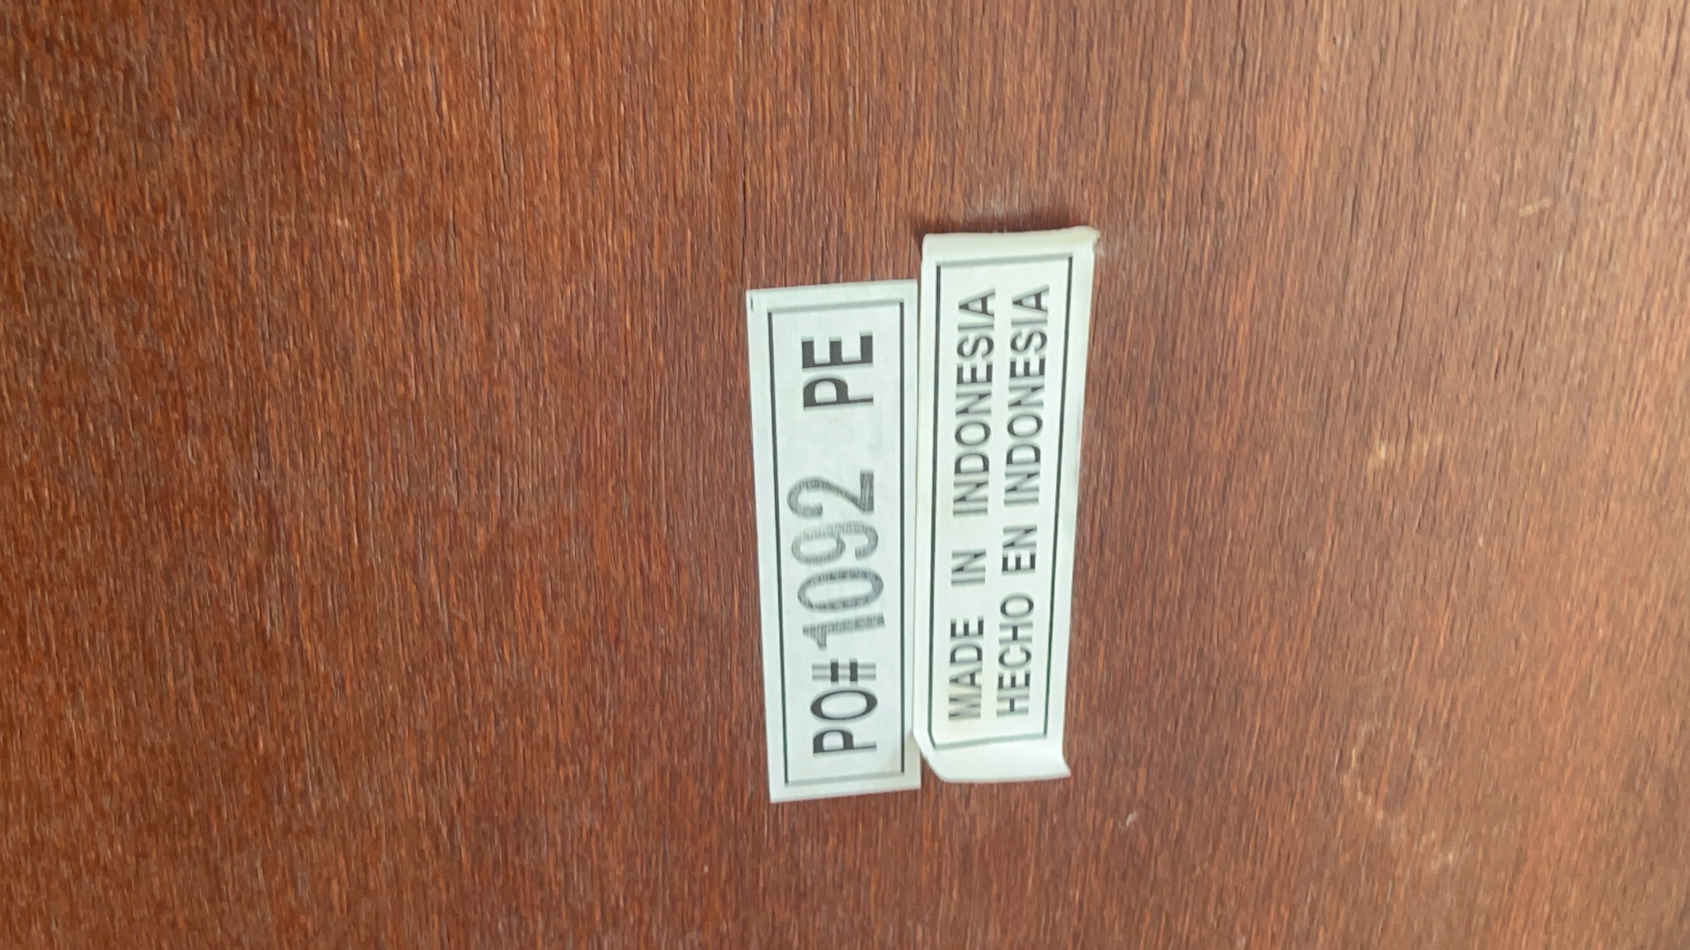 PO#1092 PE
MADE IN INDONESIA
HECHO EN INDONESIA